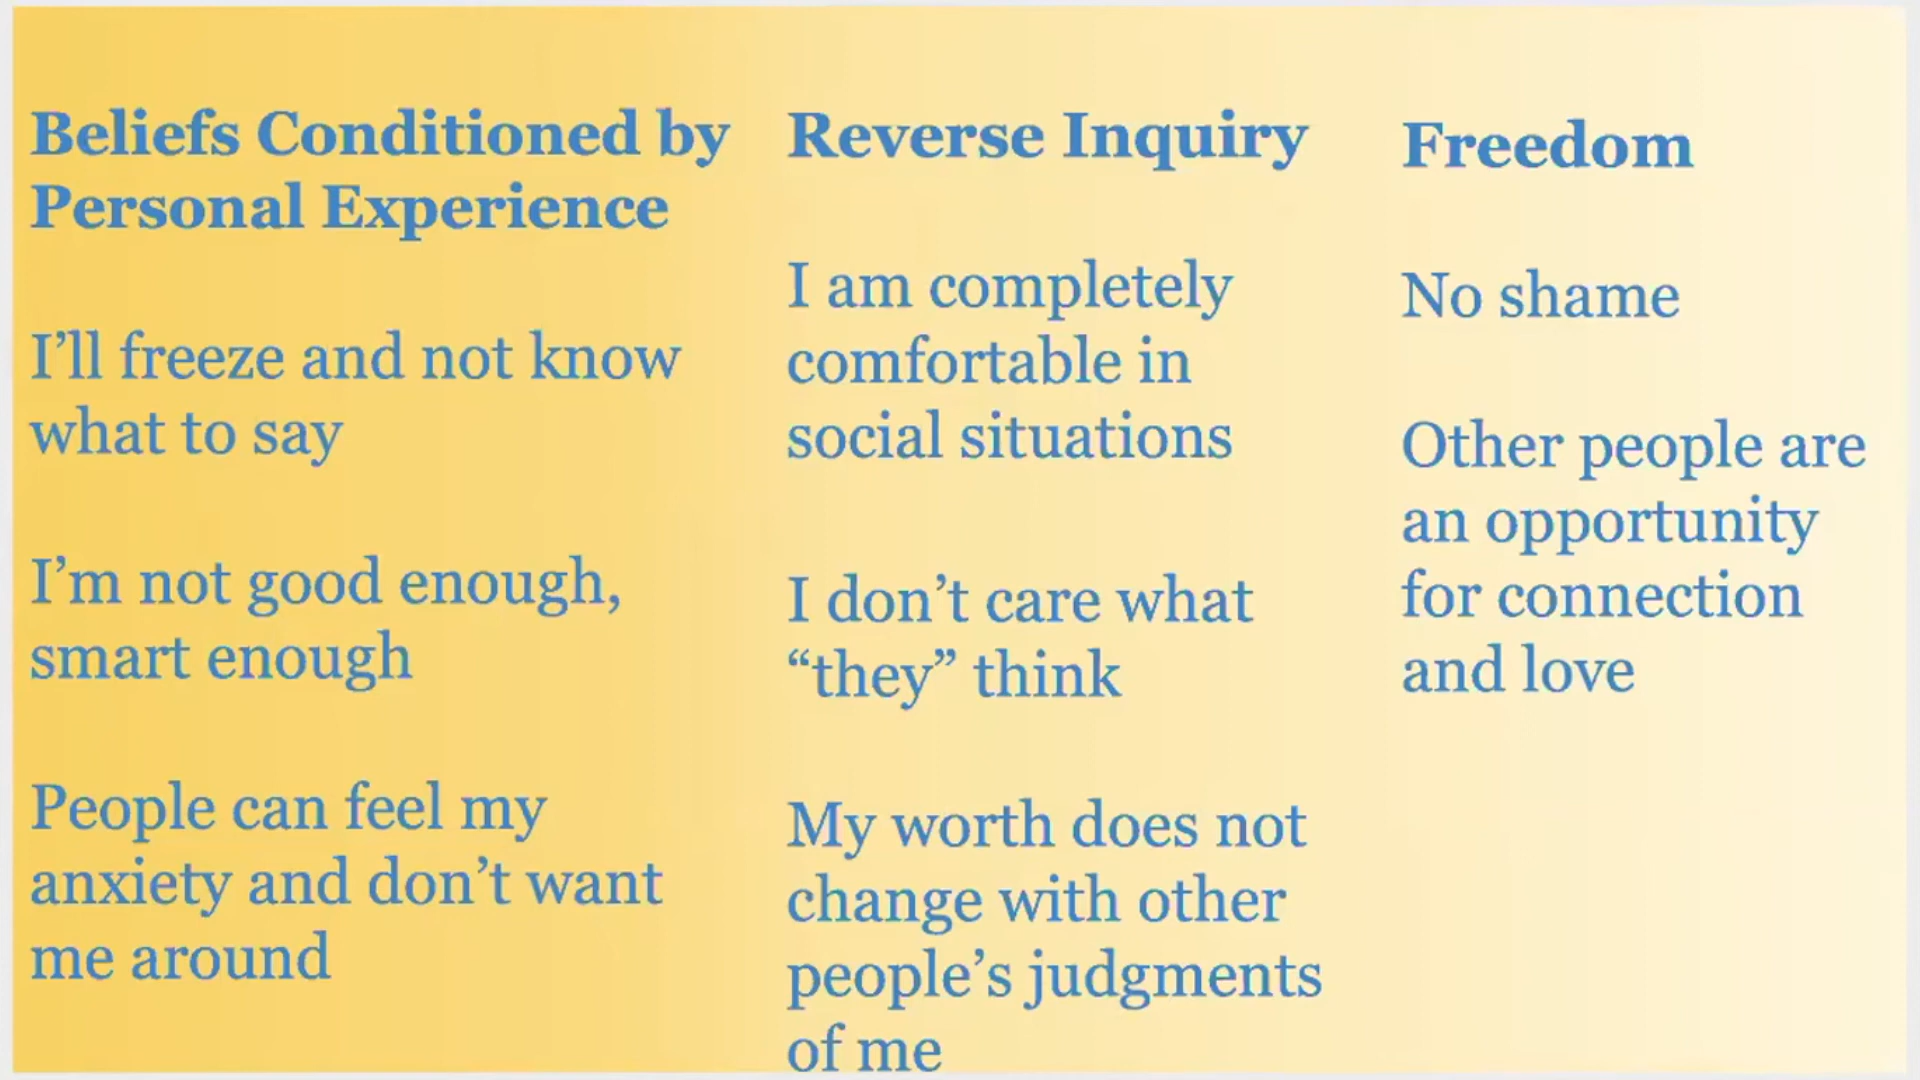 Beliefs Conditioned by
Personal Experience
I’ll freeze and not know
what to say
I’m not good enough,
smart enough
People can feel my
anxiety and don’t want
me around
Reverse Inquiry
I am completely
comfortable in
social situations
I don’t care what
“they” think
My worth does not
change with other
people’s judgments
of me
Freedom
No shame
Other people are
an opportunity
for connection
and love